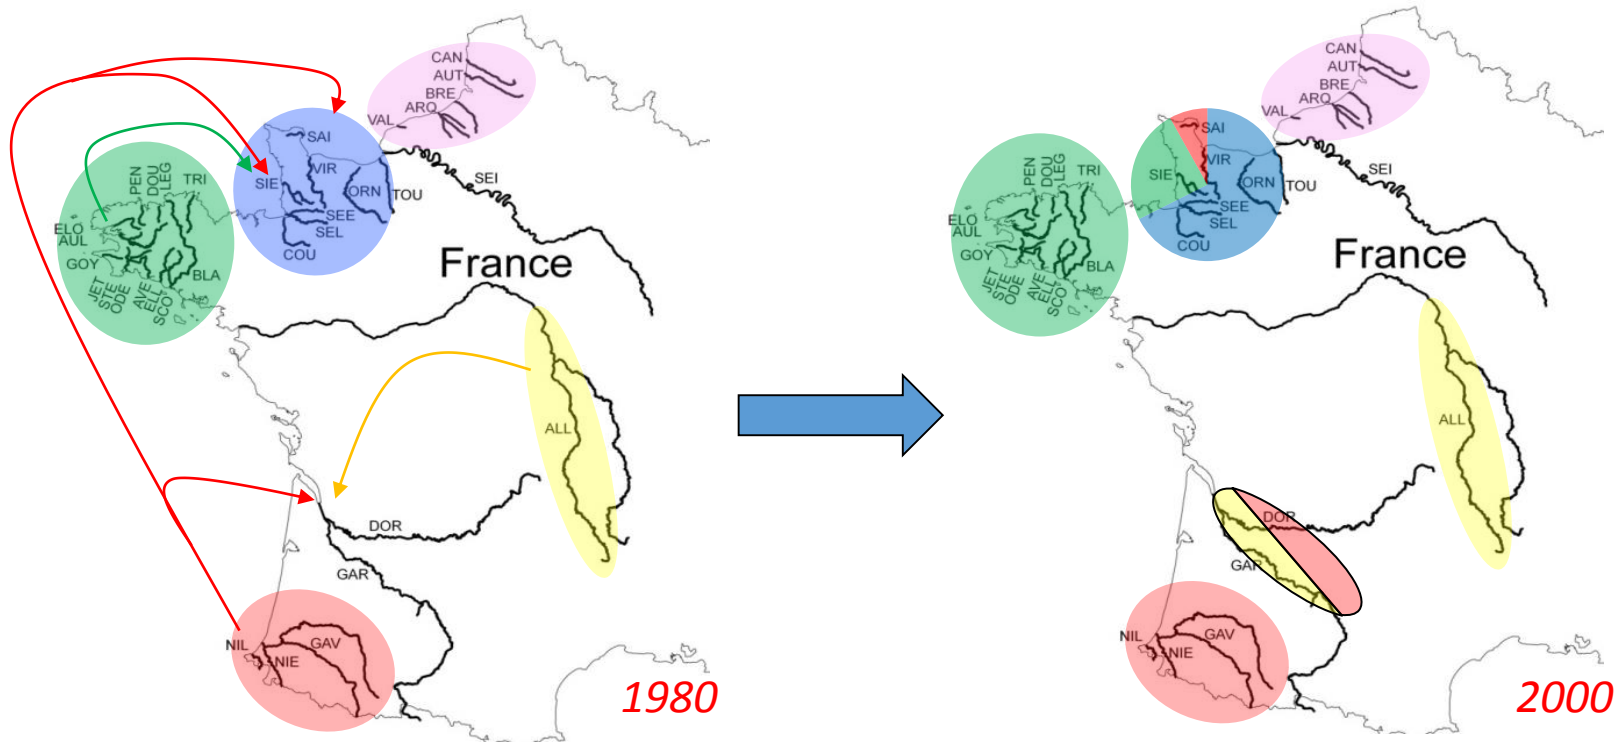 CAN
AUT
BRE
ARQ
VAL
SAI
VIR
SIE
ORN
TOU
SEI
SEE
SEL
COU
PEN
DOU
LEG
TRI
ELO
AUL
GOY
BLA
JET
STE
ODE
AVE
ELL
SCO
France
ALL
DOR
GAR
NIL
GAV
NIE
1980
CAN
AUT
BRE
ARQ
VAL
SAI
VIR
SIE
ORN
TOU
SEI
SEE
SEL
COU
PEN
DOU
LEG
TRI
ELO
AUL
GOY
BLA
JET
STE
ODE
AVE
ELL
SCO
France
ALL
DOR
GAR
NIL
GAV
NIE
2000